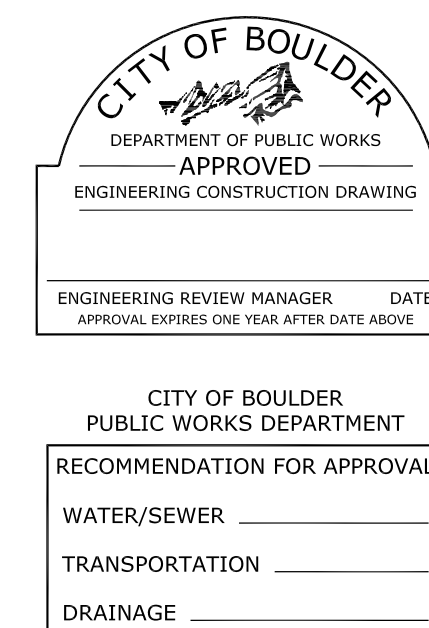 CITY OF BOULDER
DEPARTMENT OF PUBLIC WORKS
APPROVED
ENGINEERING CONSTRUCTION DRAWING
ENGINEERING REVIEW MANAGER DATE
APPROVAL EXPIRES ONE YEAR AFTER DATE ABOVE
CITY OF BOULDER
PUBLIC WORKS DEPARTMENT
RECOMMENDATION FOR APPROVAL
WATER/SEWER
TRANSPORTATION
DRAINAGE